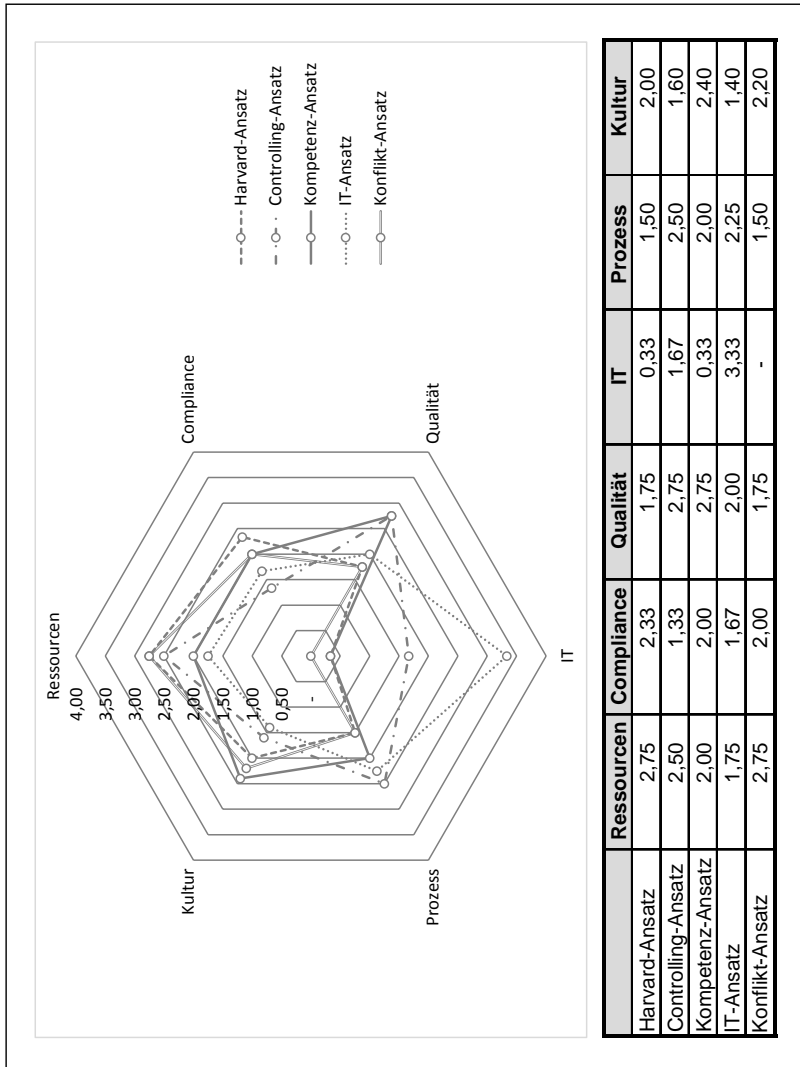 Ressourcen
4,00
3,50
3,00
2,50
2,00
1,50
1,00
0,50
-
Compliance
Qualität
IT
Prozess
Kultur
Harvard-Ansatz
Controlling-Ansatz
Kompetenz-Ansatz
IT-Ansatz
Konflikt-Ansatz
Ressourcen Compliance Qualität IT Prozess Kultur
Harvard-Ansatz 2,75 2,33 1,75 0,33 1,50 2,00
Controlling-Ansatz 2,50 1,33 2,75 1,67 2,50 1,60
Kompetenz-Ansatz 2,00 2,00 2,75 0,33 2,00 2,40
IT-Ansatz 1,75 1,67 2,00 3,33 2,25 1,40
Konflikt-Ansatz 2,75 2,00 1,75 - 1,50 2,20